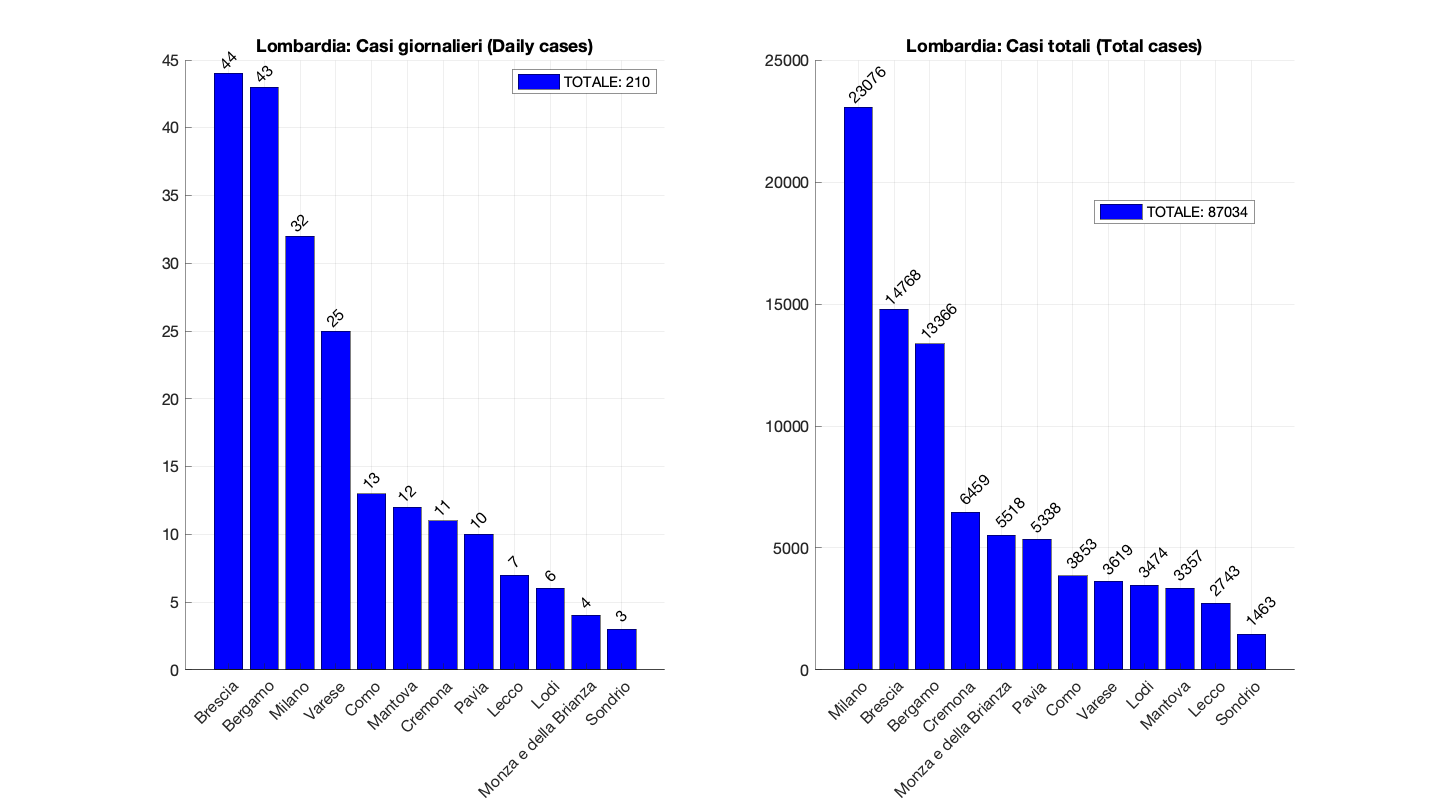 Lombardia: Casi giornalieri (Daily cases)
TOTALE: 210
45
40
35
30
25
20
15
10
5
0
44
43
32
25
13
12
11
10
7
6
4
3
Brescia
Bergamo
Milano
Varese
Como
Mantova
Cremona
Pavia
Lecco
Lodi
Monza e della Brianza
Sondrio
Lombardia: Casi totali (Total cases)
TOTALE: 87034
25000
20000
15000
10000
5000
0
23076
14768
13366
6459
5518
5338
3853
3619
3474
3357
2743
1463
Milano
Brescia
Bergamo
Cremona
Monza e della Brianza
Pavia
Como
Varese
Lodi
Mantova
Lecco
Sondrio